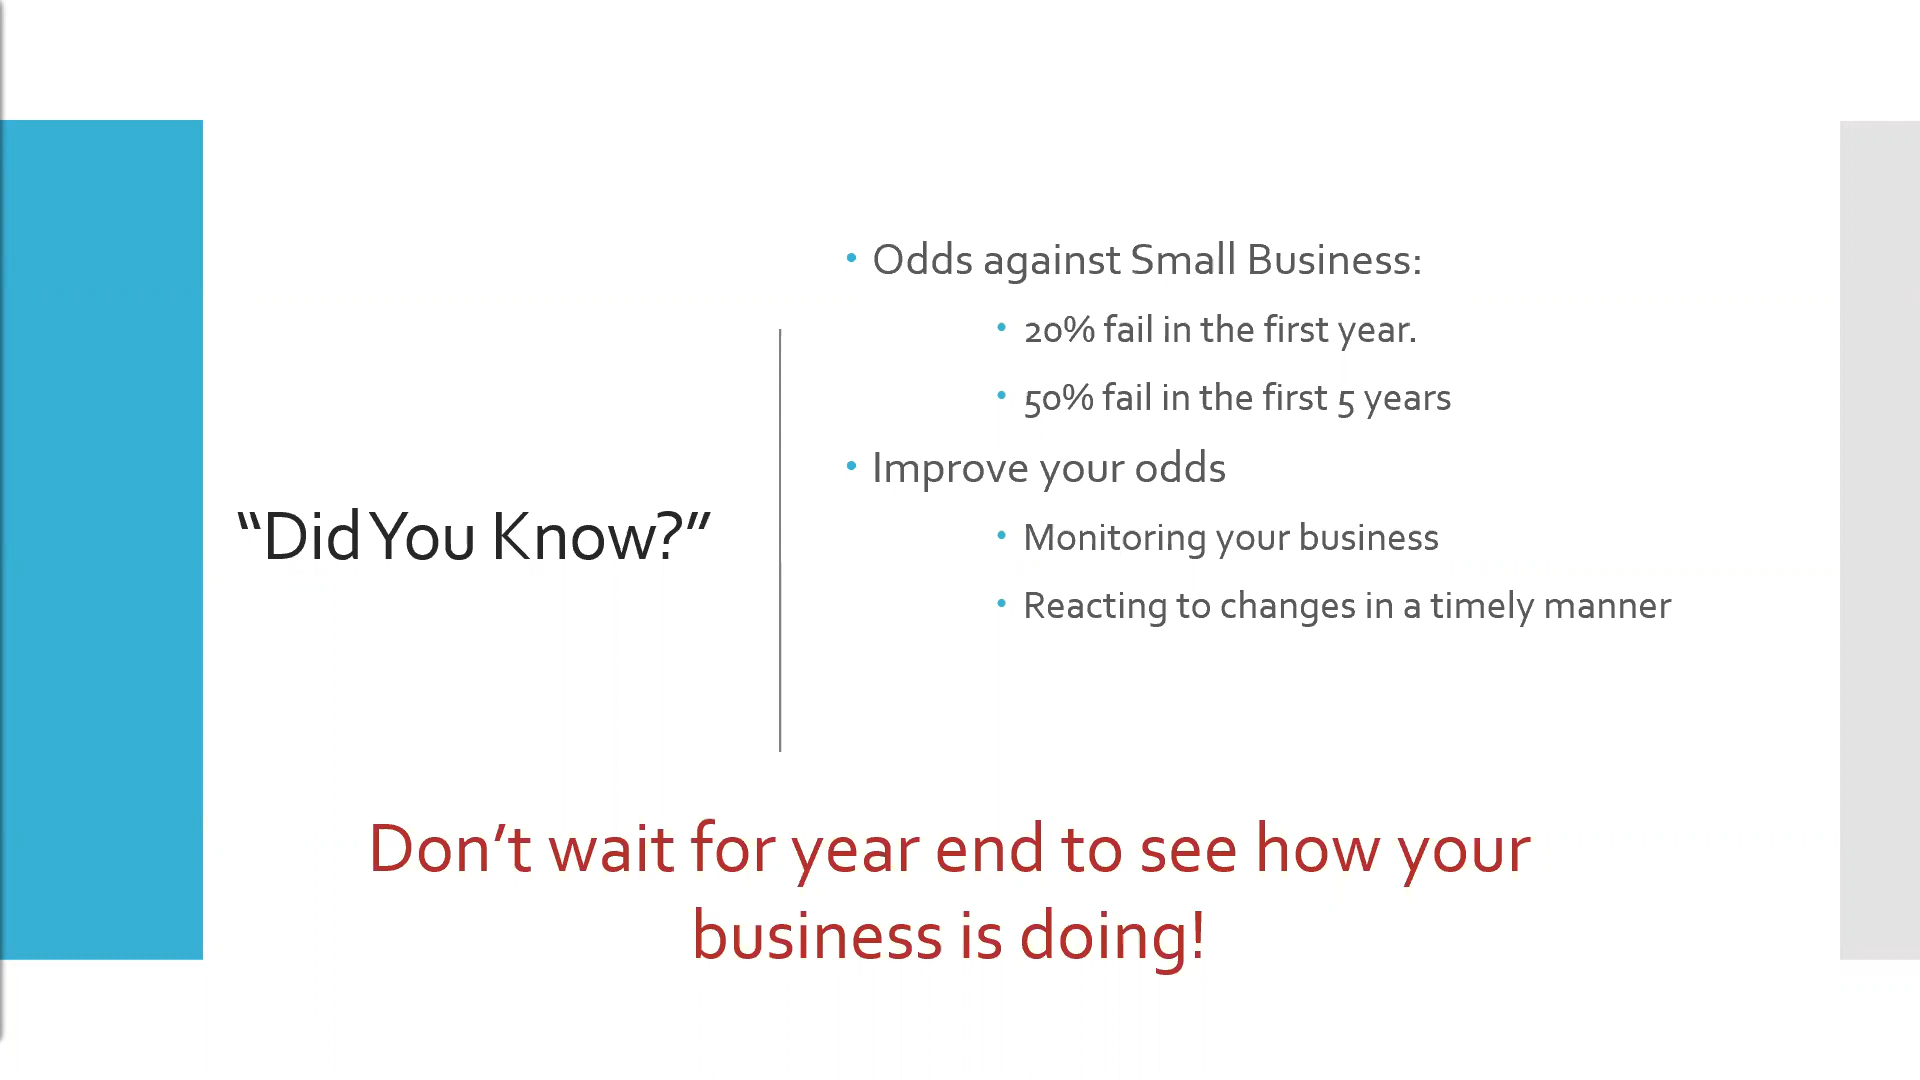 “Did You Know?”
• Odds against Small Business:
• 20% fail in the first year.
• 50% fail in the first 5 years
• Improve your odds
• Monitoring your business
• Reacting to changes in a timely manner
Don’t wait for year end to see how your
business is doing!